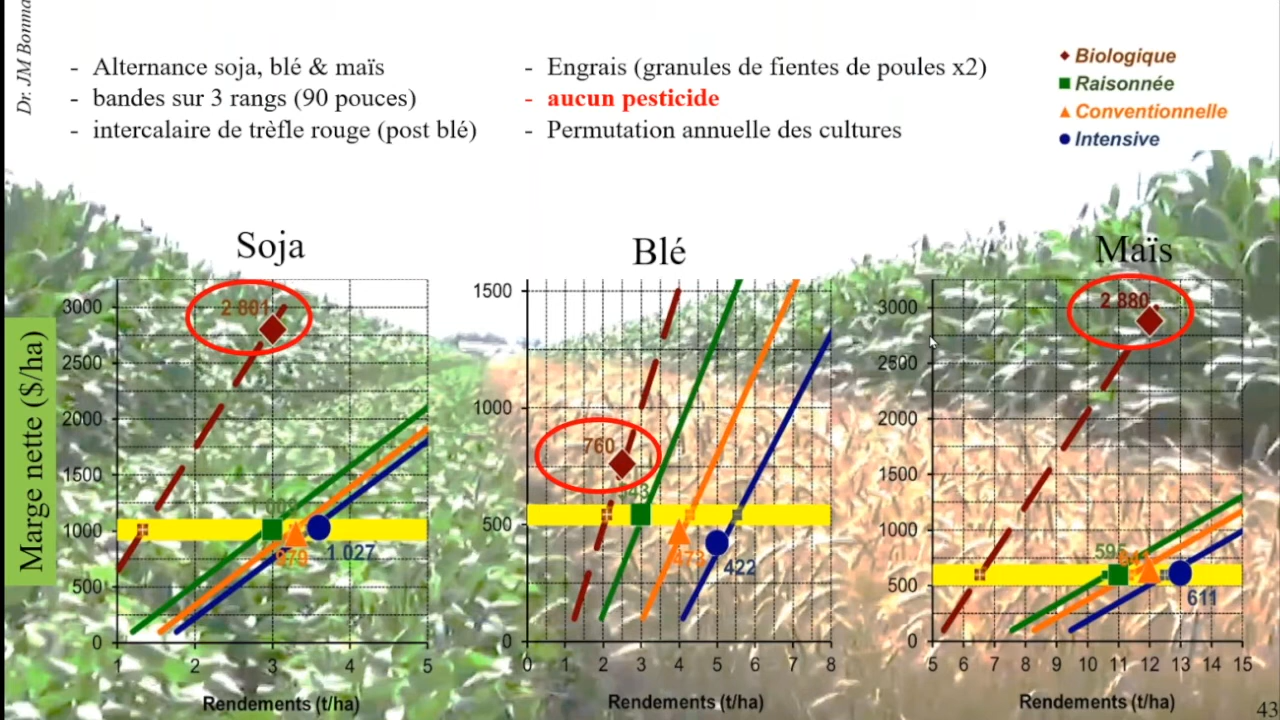 Dr. JM Bonma
- Alternance soja, blé & maïs
- bandes sur 3 rangs (90 pouces)
- intercalaire de trèfle rouge (post blé)
- Engrais (granules de fientes de poules x2)
- aucun pesticide
- Permutation annuelle des cultures
Biologique
Raisonnée
Conventionnelle
Intensive
Marge nette ($/ha)
Soja
3000
2500
2000
1500
1000
500
0
2 801
979
1 027
1 2 3 4 5
Rendements (t/ha)
Blé
1500
1000
500
0
760
473
422
0 1 2 3 4 5 6 7 8
Rendements (t/ha)
Maïs
3000
2500
2000
1500
1000
500
0
2 880
611
5 6 7 8 9 10 11 12 13 14 15
Rendements (t/ha)
43